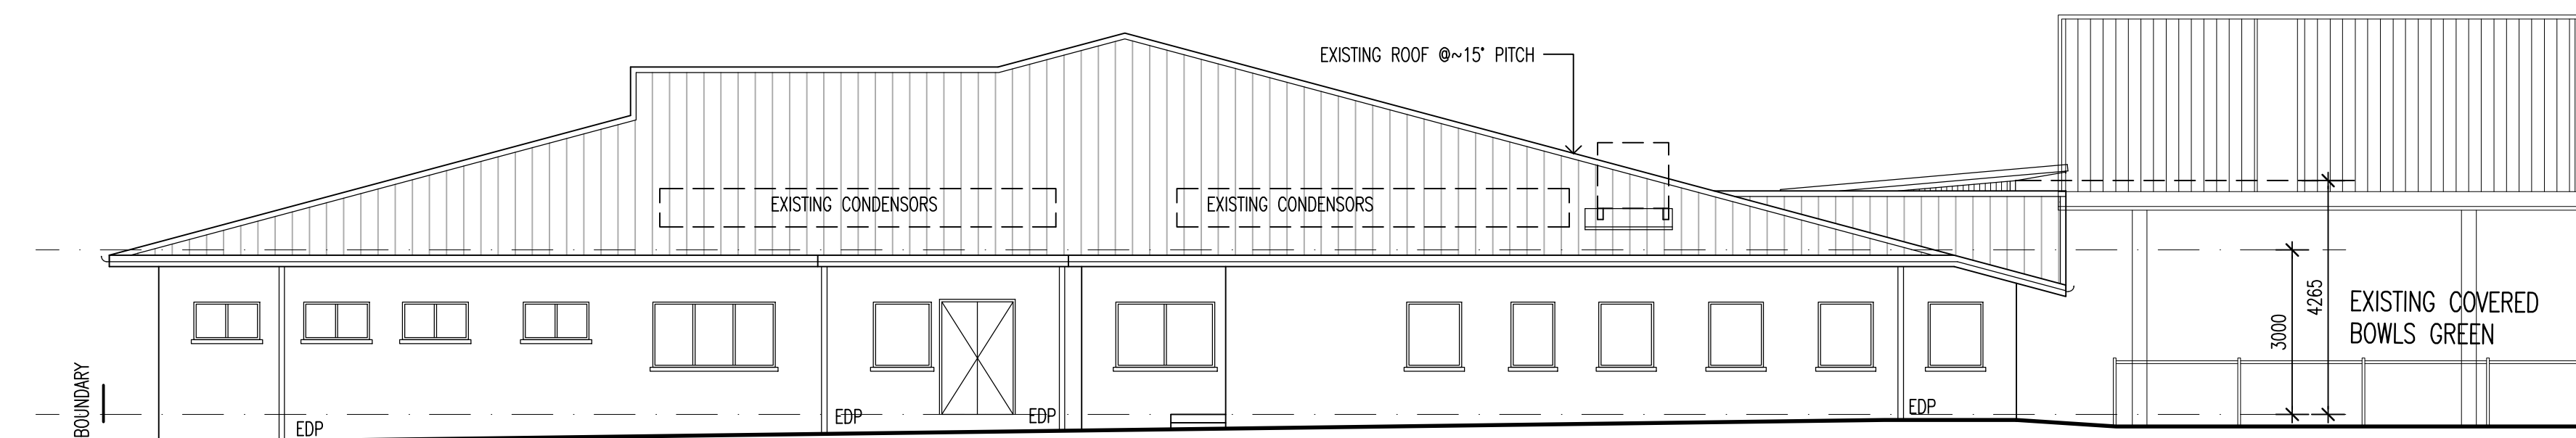 EXISTING ROOF @~15° PITCH
EXISTING CONDENSORS
EXISTING CONDENSORS
4265
3000
EXISTING COVERED
BOWLS GREEN
BOUNDARY
EDP
EDP
EDP
EDP